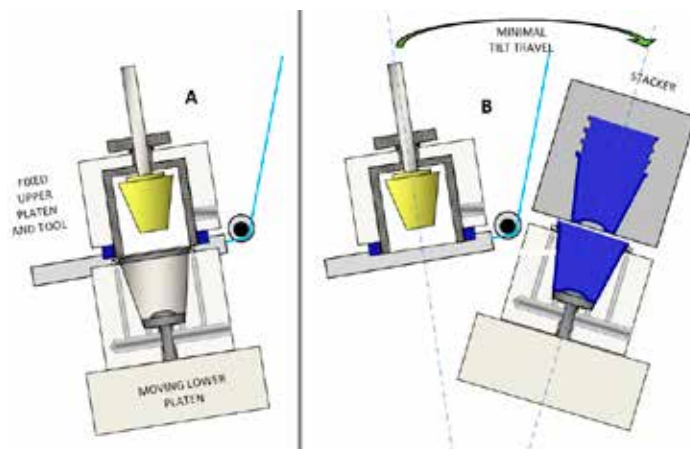 A
FIXED
UPPER
PLATEN
AND TOOL
MOVING LOWER
PLATEN
MINIMAL
TILT TRAVEL
B
STACKER